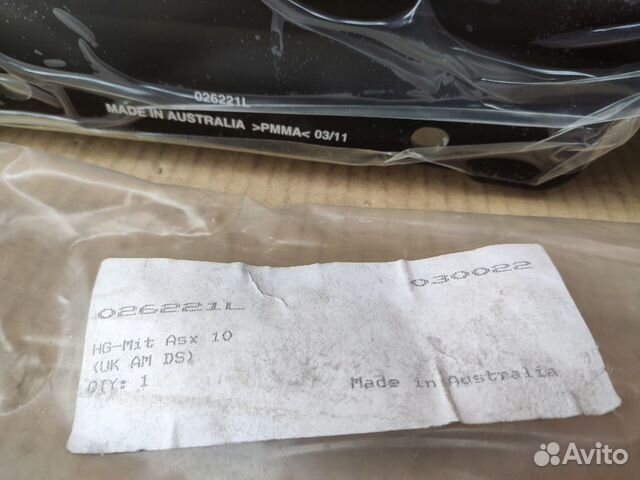 026221L
MADE IN AUSTRALIA >PMMA< 03/11
026221L
030022
HG-Mit Asx 10
(UK AM DS)
QTY: 1
Made in Australia
Avito